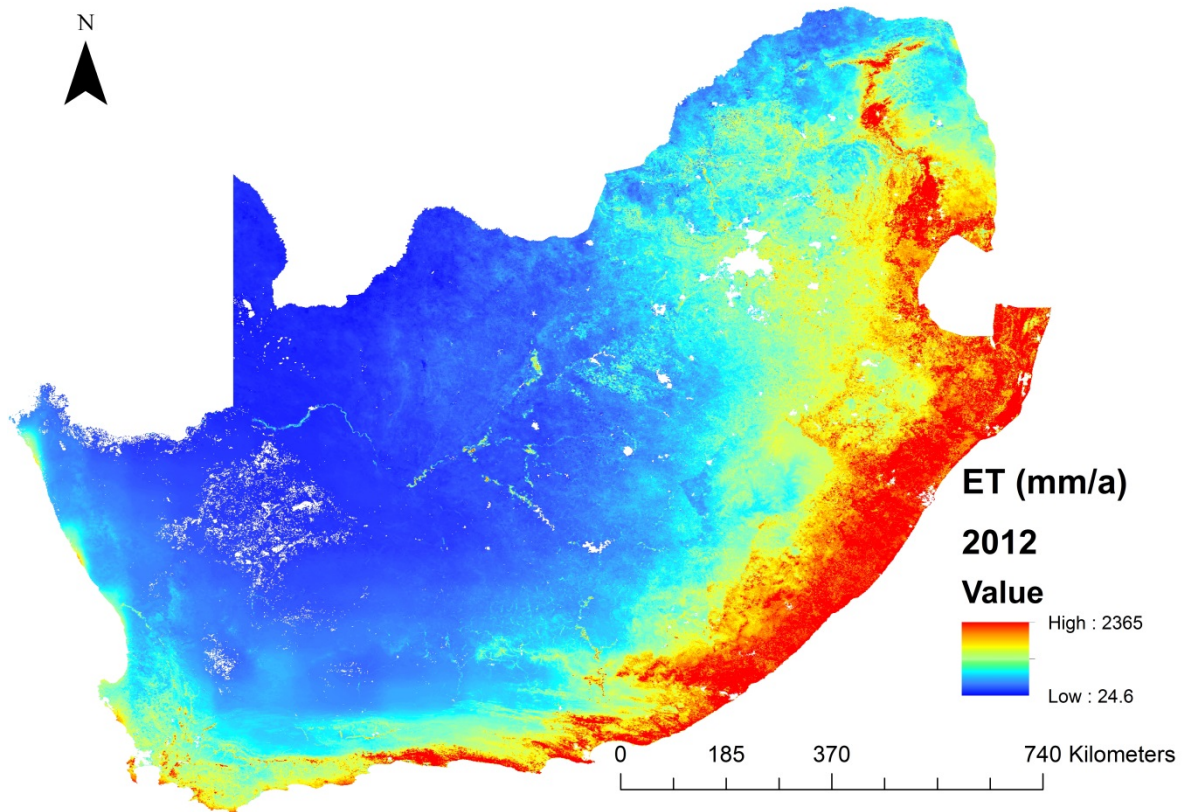 N
ET (mm/a)
2012
Value
High : 2365
Low : 24.6
0 185 370 740 Kilometers